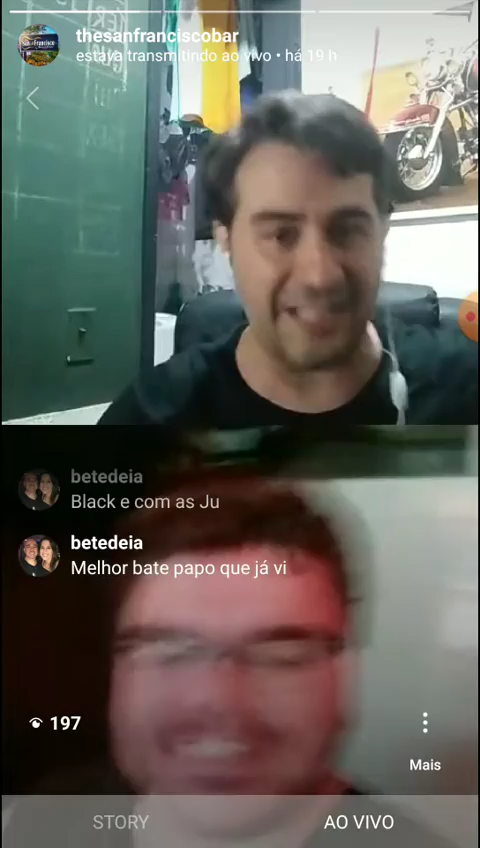 thesanfranciscobar
estava transmitindo ao vivo • há 19 h
betedeia
Black e com as Ju
betedeia
Melhor bate papo que já vi
197
Mais
STORY
AO VIVO